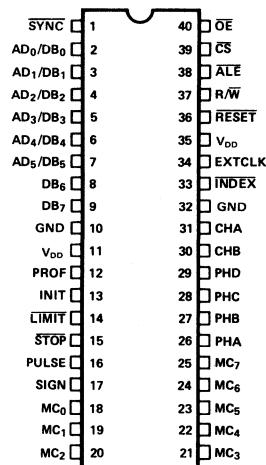 SYNC 1 40 OE
AD0/DB0 2 39 CS
AD1/DB1 3 38 ALE
AD2/DB2 4 37 R/W
AD3/DB3 5 36 RESET
AD4/DB4 6 35 VDD
AD5/DB5 7 34 EXTCLK
DB6 8 33 INDEX
DB7 9 32 GND
GND 10 31 CHA
VDD 11 30 CHB
PROF 12 29 PHD
INIT 13 28 PHC
LIMIT 14 27 PHB
STOP 15 26 PHA
PULSE 16 25 MC7
SIGN 17 24 MC6
MC0 18 23 MC5
MC1 19 22 MC4
MC2 20 21 MC3